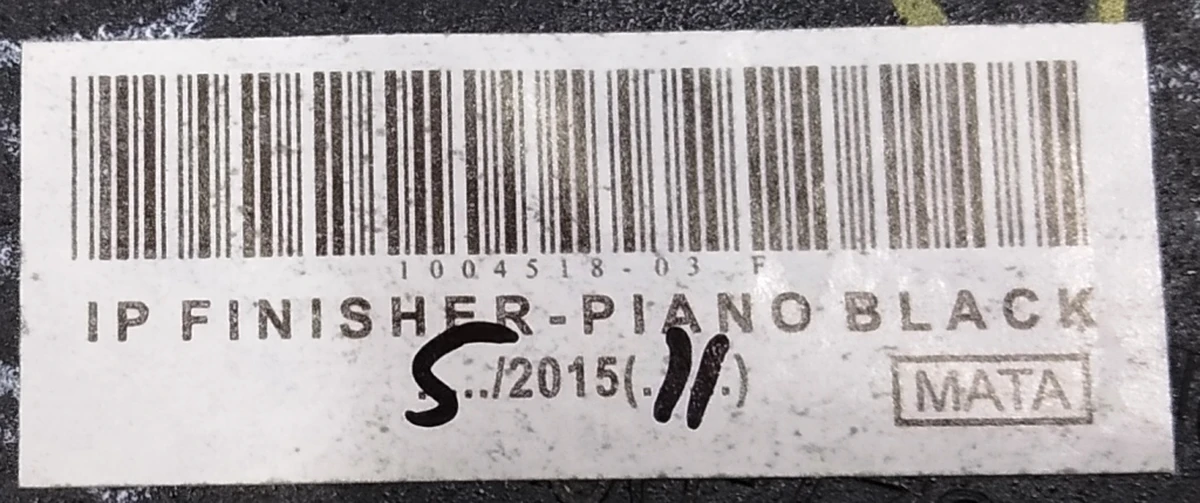 1004518-03 F
IP FINISHER-PIANO BLACK
5../2015(.11.)
MATA